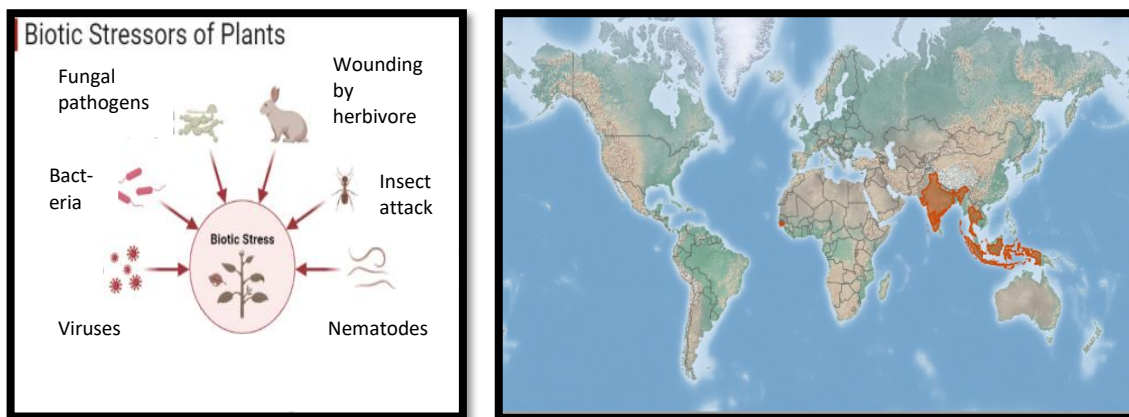 Biotic Stressors of Plants
Fungal
pathogens
Wounding
by
herbivore
Bact-
eria
Insect
attack
Biotic Stress
Viruses
Nematodes